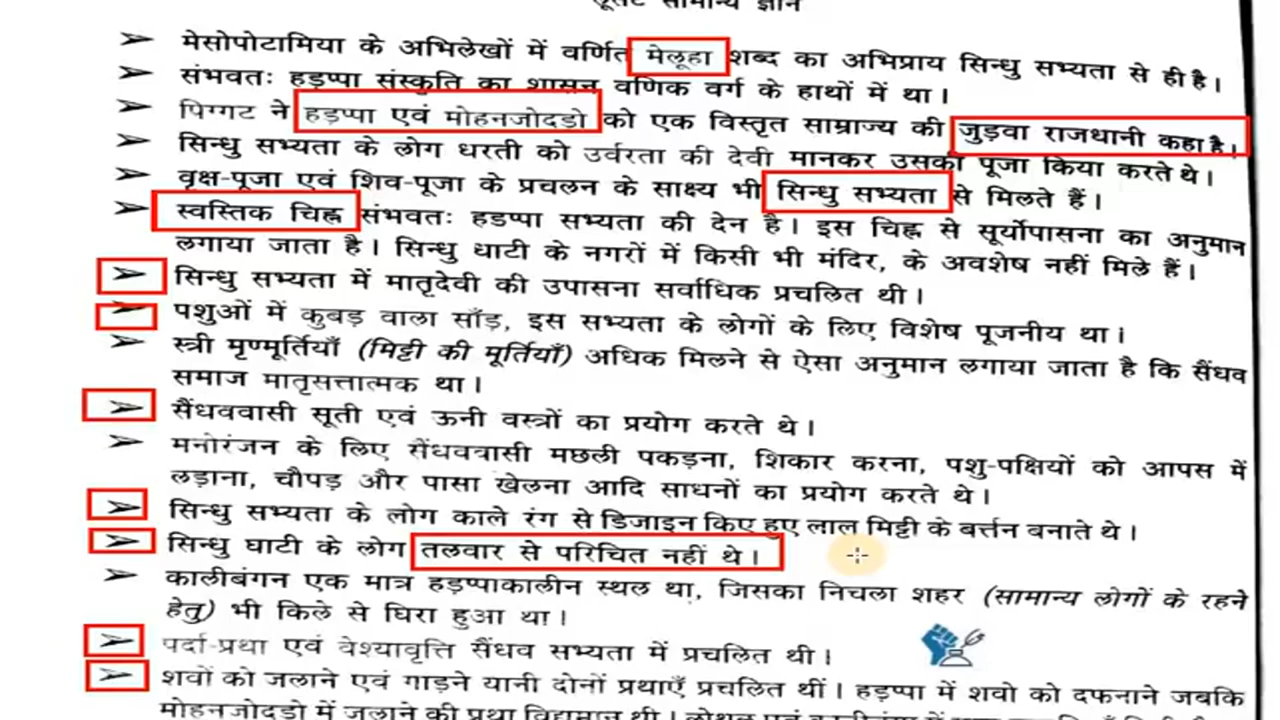 लूसेंट सामान्य ज्ञान
➢ मेसोपोटामिया के अभिलेखों में वर्णित मेलूहा शब्द का अभिप्राय सिन्धु सभ्यता से ही है।
➢ संभवतः हड़प्पा संस्कृति का शासन वणिक वर्ग के हाथों में था।
➢ पिग्गट ने हड़प्पा एवं मोहनजोदड़ो को एक विस्तृत साम्राज्य की जुड़वा राजधानी कहा है।
➢ सिन्धु सभ्यता के लोग धरती को उर्वरता की देवी मानकर उसकी पूजा किया करते थे।
➢ वृक्ष-पूजा एवं शिव-पूजा के प्रचलन के साक्ष्य भी सिन्धु सभ्यता से मिलते हैं।
➢ स्वस्तिक चिह्न संभवतः हडप्पा सभ्यता की देन है। इस चिह्न से सूर्योपासना का अनुमान
लगाया जाता है। सिन्धु घाटी के नगरों में किसी भी मंदिर, के अवशेष नहीं मिले हैं।
➢ सिन्धु सभ्यता में मातृदेवी की उपासना सर्वाधिक प्रचलित थी।
➢ पशुओं में कुबड़ वाला साँड़, इस सभ्यता के लोगों के लिए विशेष पूजनीय था।
➢ स्त्री मृण्मूर्तियाँ (मिट्टी की मूर्तियाँ) अधिक मिलने से ऐसा अनुमान लगाया जाता है कि सैंधव
समाज मातृसत्तात्मक था।
➢ सैंधववासी सूती एवं ऊनी वस्त्रों का प्रयोग करते थे।
➢ मनोरंजन के लिए सैंधववासी मछली पकड़ना, शिकार करना, पशु-पक्षियों को आपस में
लड़ाना, चौपड़ और पासा खेलना आदि साधनों का प्रयोग करते थे।
➢ सिन्धु सभ्यता के लोग काले रंग से डिजाइन किए हुए लाल मिट्टी के बर्त्तन बनाते थे।
➢ सिन्धु घाटी के लोग तलवार से परिचित नहीं थे।
➢ कालीबंगन एक मात्र हड़प्पाकालीन स्थल था, जिसका निचला शहर (सामान्य लोगों के रहने
हेतु) भी किले से घिरा हुआ था।
➢ पर्दा-प्रथा एवं वेश्यावृत्ति सैंधव सभ्यता में प्रचलित थी।
➢ शवों को जलाने एवं गाड़ने यानी दोनों प्रथाएँ प्रचलित थीं। हड़प्पा में शवो को दफनाने जबकि
मोहनजोदड़ो में जलाने की प्रथा विद्यमान थी।